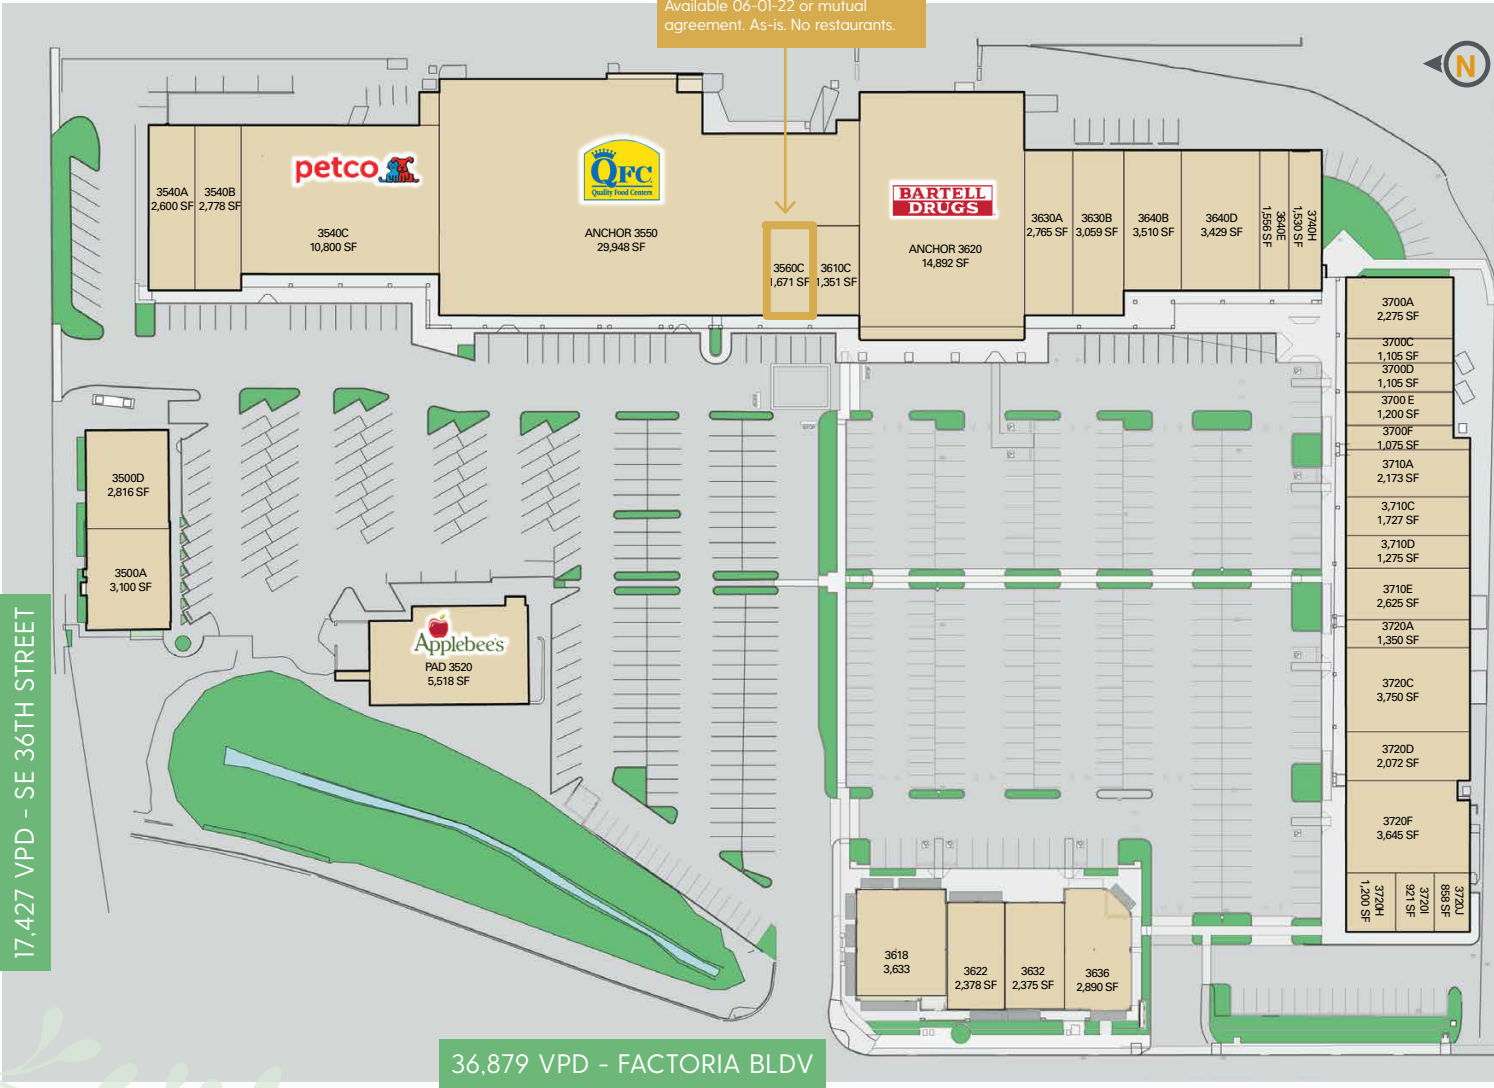 Available 06-01-22 or mutual
agreement. As-is. No restaurants.
N
3540A
2,600 SF
3540B
2,778 SF
petco
3540C
10,800 SF
QFC
Quality Food Centers
ANCHOR 3550
29,948 SF
3560C
1,671 SF
3610C
1,351 SF
BARTELL
DRUGS
ANCHOR 3620
14,892 SF
3630A
2,765 SF
3630B
3,059 SF
3640B
3,510 SF
3640D
3,429 SF
3640E
1,556 SF
3740H
1,530 SF
3700A
2,275 SF
3700C
1,105 SF
3700D
1,105 SF
3700 E
1,200 SF
3700F
1,075 SF
3710A
2,173 SF
3,710C
1,727 SF
3,710D
1,275 SF
3710E
2,625 SF
3720A
1,350 SF
3720C
3,750 SF
3720D
2,072 SF
3720F
3,645 SF
3720H
1,200 SF
3720I
921 SF
3720J
858 SF
3500D
2,816 SF
3500A
3,100 SF
Applebee's
PAD 3520
5,518 SF
3618
3,633
3622
2,378 SF
3632
2,375 SF
3636
2,890 SF
17,427 VPD - SE 36TH STREET
36,879 VPD - FACTORIA BLDV